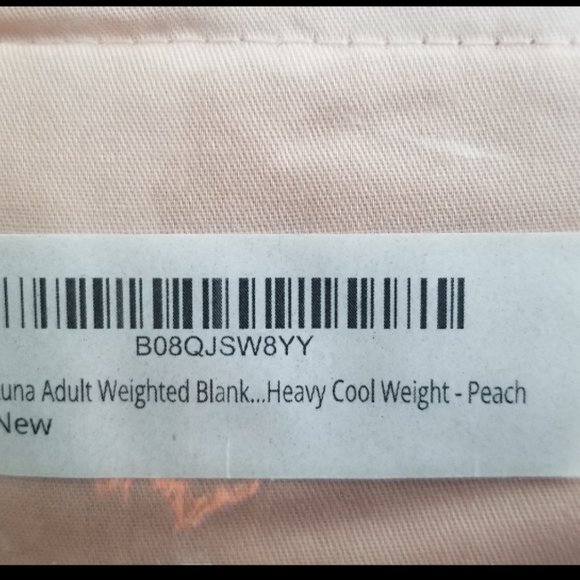 B08QJSW8YY
una Adult Weighted Blank...Heavy Cool Weight - Peach
New